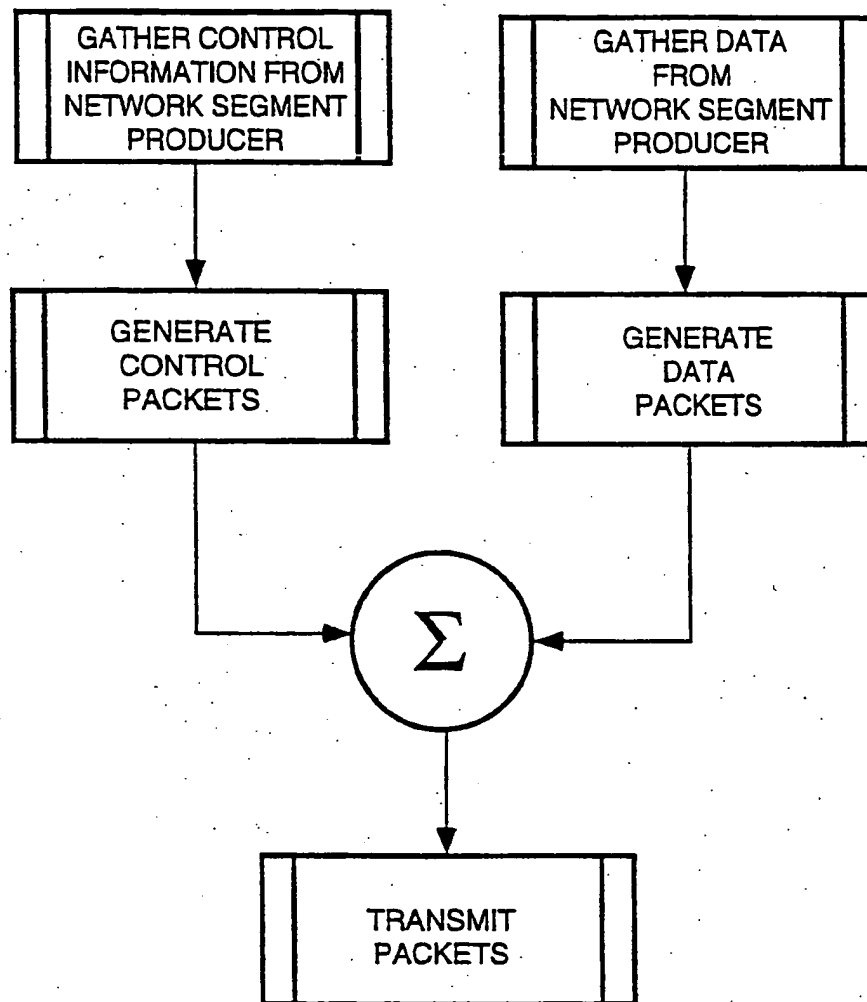 GATHER CONTROL
INFORMATION FROM
NETWORK SEGMENT
PRODUCER
GATHER DATA
FROM
NETWORK SEGMENT
PRODUCER
GENERATE
CONTROL
PACKETS
GENERATE
DATA
PACKETS
Σ
TRANSMIT
PACKETS